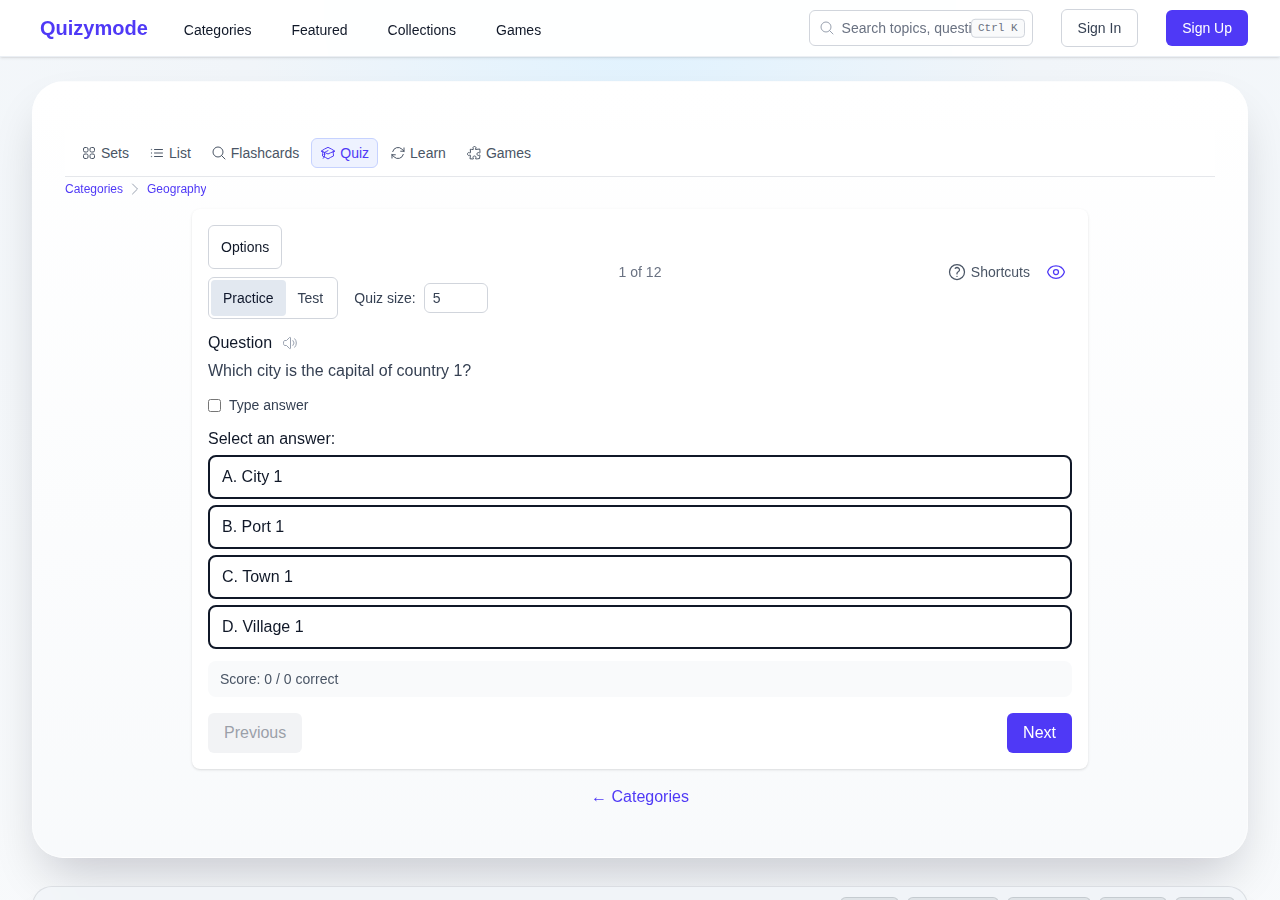 Quizymode
Categories
Featured
Collections
Games
Search topics, questi
Ctrl K
Sign In
Sign Up
Sets
List
Flashcards
Quiz
Learn
Games
Categories
Geography
Options
Practice
Test
Quiz size:
5
1 of 12
Shortcuts
Question
Which city is the capital of country 1?
Type answer
Select an answer:
A. City 1
B. Port 1
C. Town 1
D. Village 1
Score: 0 / 0 correct
Previous
Next
← Categories